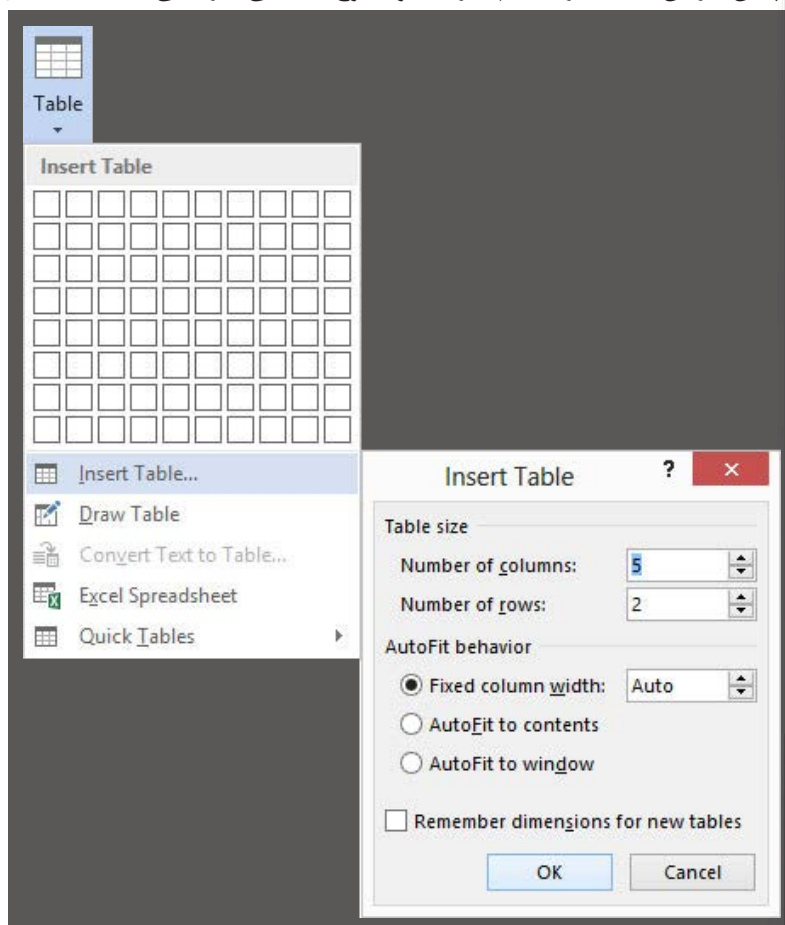 Table
Insert Table
Insert Table...
Draw Table
Convert Text to Table...
Excel Spreadsheet
Quick Tables
Insert Table ?
Table size
Number of columns: 5
Number of rows: 2
AutoFit behavior
Fixed column width: Auto
AutoFit to contents
AutoFit to window
Remember dimensions for new tables
OK Cancel